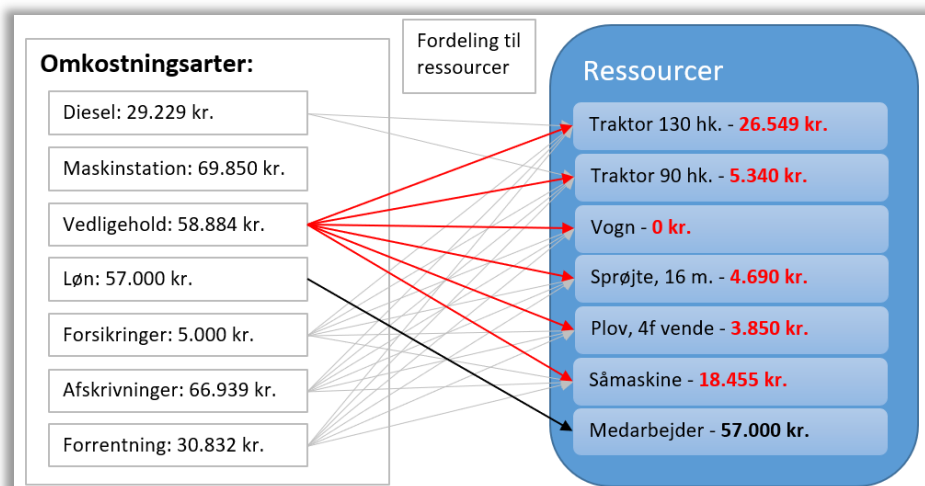 Fordeling til
ressourcer
Omkostningsarter:
Diesel: 29.229 kr.
Maskinstation: 69.850 kr.
Vedligehold: 58.884 kr.
Løn: 57.000 kr.
Forsikringer: 5.000 kr.
Afskrivninger: 66.939 kr.
Forrentning: 30.832 kr.
Ressourcer
Traktor 130 hk. - 26.549 kr.
Traktor 90 hk. - 5.340 kr.
Vogn - 0 kr.
Sprøjte, 16 m. - 4.690 kr.
Plov, 4f vende - 3.850 kr.
Såmaskine - 18.455 kr.
Medarbejder - 57.000 kr.